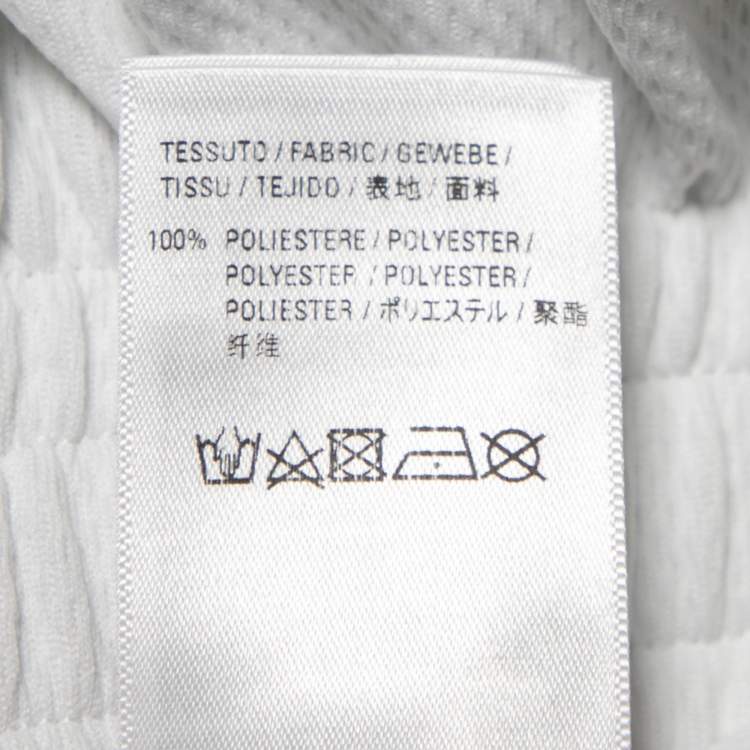 TESSUTO / FABRIC / GEWEBE /
TISSU / TEJIDO / 表地 / 面料
100% POLIESTERE / POLYESTER /
POLYESTER / POLYESTER /
POLIESTER / ポリエステル / 聚酯
纤维